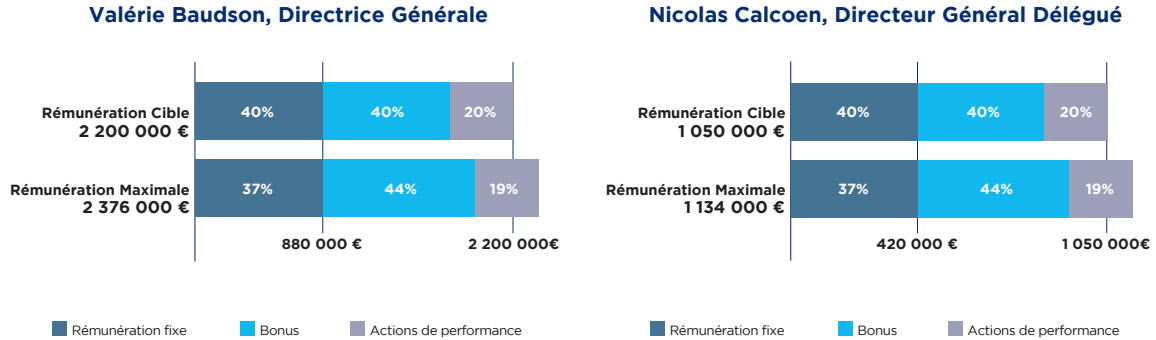 Valérie Baudson, Directrice Générale
Rémunération Cible
2 200 000 €
40%
40%
20%
Rémunération Maximale
2 376 000 €
37%
44%
19%
880 000 €
2 200 000€
Rémunération fixe
Bonus
Actions de performance
Nicolas Calcoen, Directeur Général Délégué
Rémunération Cible
1 050 000 €
40%
40%
20%
Rémunération Maximale
1 134 000 €
37%
44%
19%
420 000 €
1 050 000€
Rémunération fixe
Bonus
Actions de performance